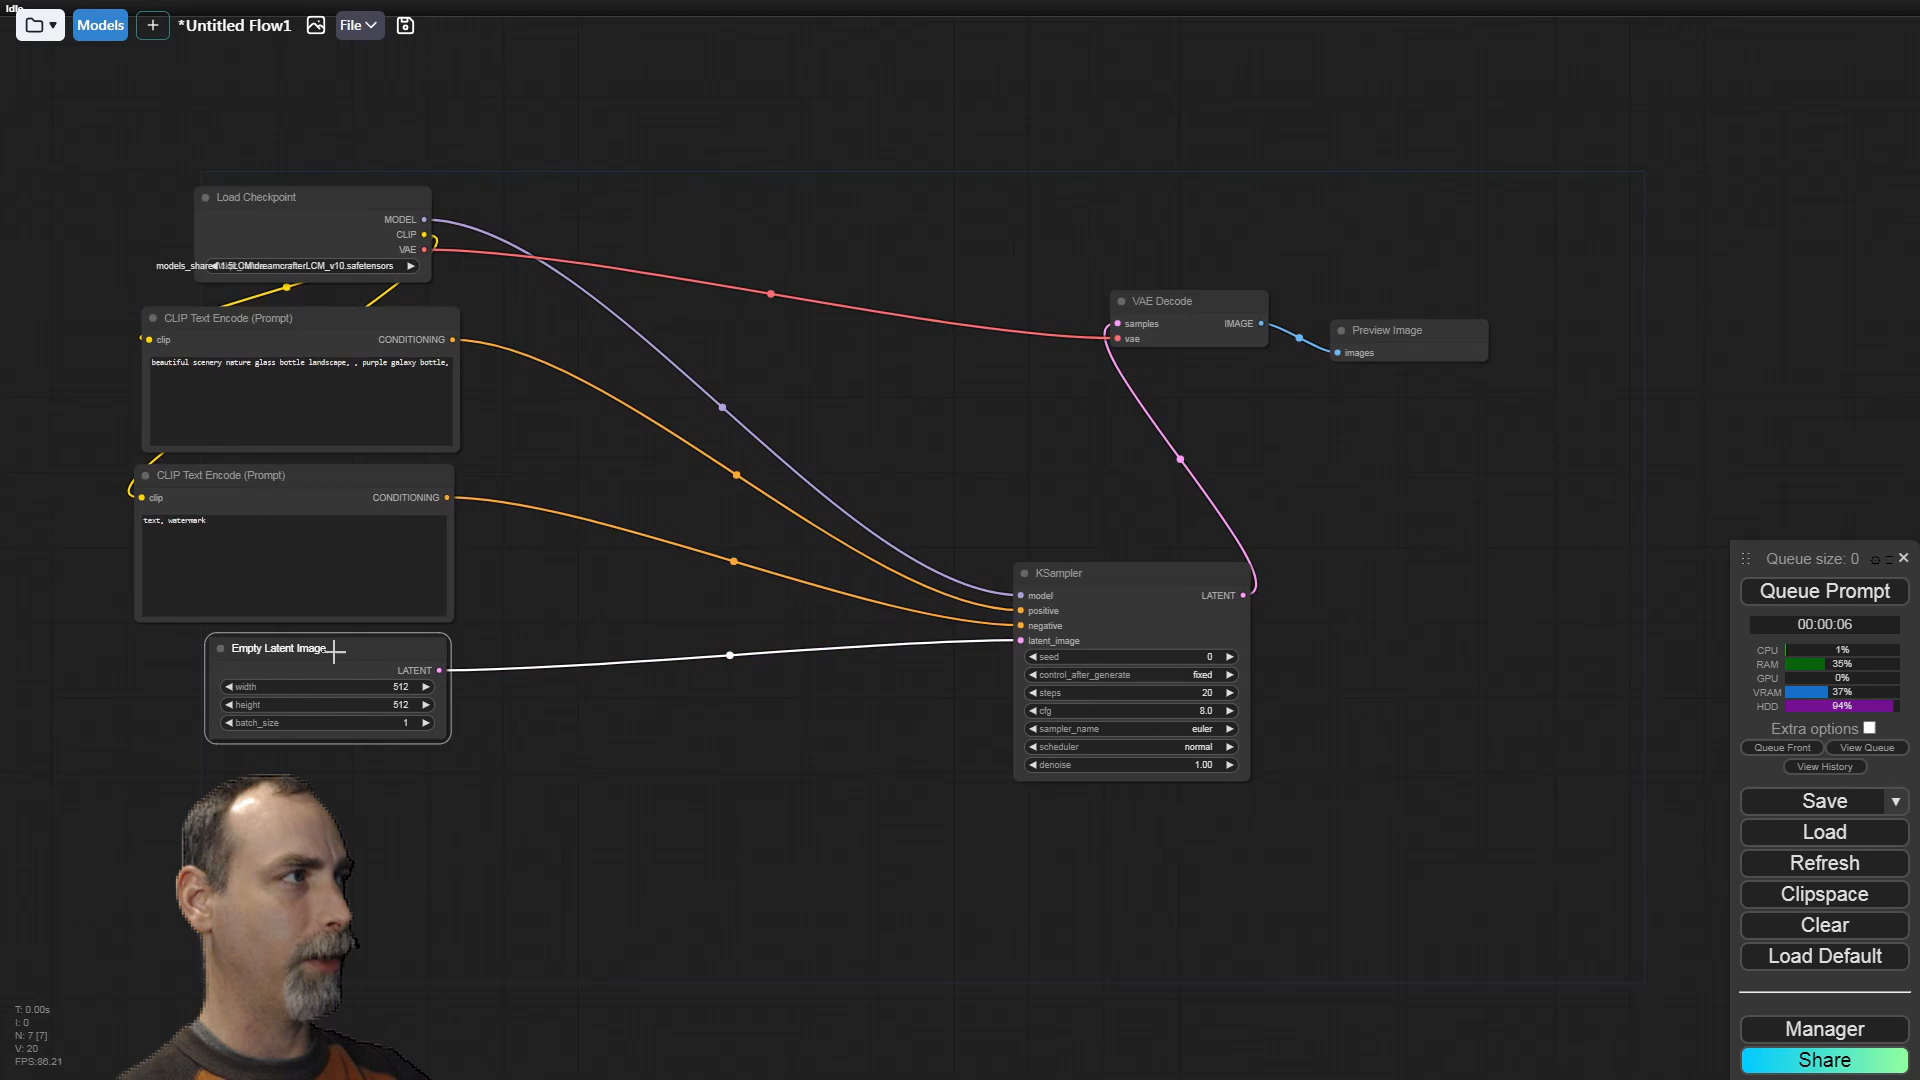 Idle
Models
+
*Untitled Flow1
File
Load Checkpoint
MODEL
CLIP
VAE
models_shared\1.5LCM\dreamcrafterLCM_v10.safetensors
CLIP Text Encode (Prompt)
clip
CONDITIONING
beautiful scenery nature glass bottle landscape, , purple galaxy bottle,
CLIP Text Encode (Prompt)
clip
CONDITIONING
text, watermark
Empty Latent Image
LATENT
width 512
height 512
batch_size 1
VAE Decode
samples
IMAGE
vae
Preview Image
images
KSampler
model
LATENT
positive
negative
latent_image
seed 0
control_after_generate fixed
steps 20
cfg 8.0
sampler_name euler
scheduler normal
denoise 1.00
Queue size: 0
Queue Prompt
00:00:06
CPU 1%
RAM 35%
GPU 0%
VRAM 37%
HDD 94%
Extra options
Queue Front
View Queue
View History
Save
Load
Refresh
Clipspace
Clear
Load Default
Manager
Share
T: 0.00s
I: 0
N: 7 [7]
V: 20
FPS:86.21